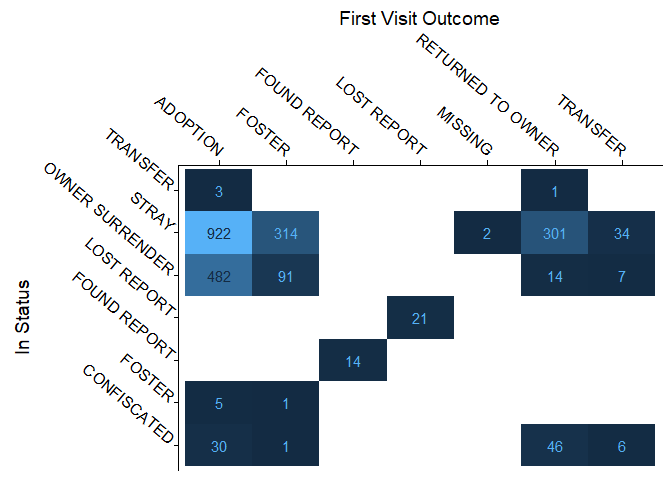 First Visit Outcome
ADOPTION
FOSTER
FOUND REPORT
LOST REPORT
MISSING
RETURNED TO OWNER
TRANSFER
In Status
TRANSFER 3 1
STRAY 922 314 2 301 34
OWNER SURRENDER 482 91 14 7
LOST REPORT 21
FOUND REPORT 14
FOSTER 5 1
CONFISCATED 30 1 46 6